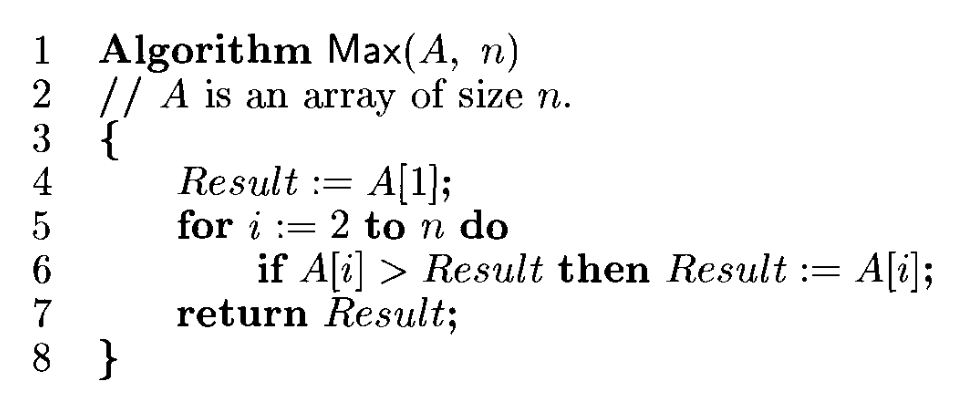 1 Algorithm Max(A, n)
2 // A is an array of size n.
3 {
4 Result := A[1];
5 for i := 2 to n do
6 if A[i] > Result then Result := A[i];
7 return Result;
8 }